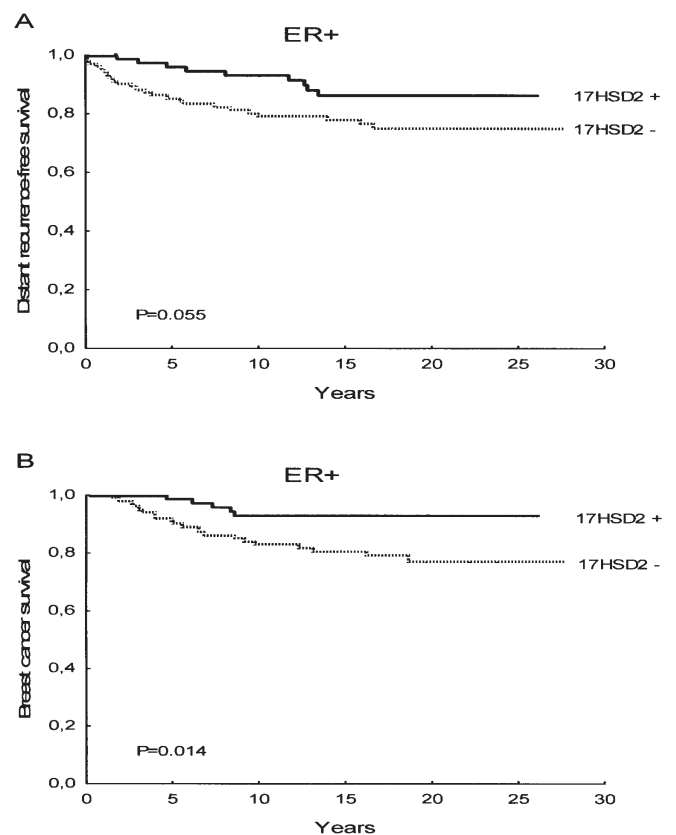 A
ER+
1,0
0,8
0,6
0,4
0,2
0,0
Distant recurrence-free survival
17HSD2 +
17HSD2 -
P=0.055
0 5 10 15 20 25 30
Years
B
ER+
1,0
0,8
0,6
0,4
0,2
0,0
Breast cancer survival
17HSD2 +
17HSD2 -
P=0.014
0 5 10 15 20 25 30
Years